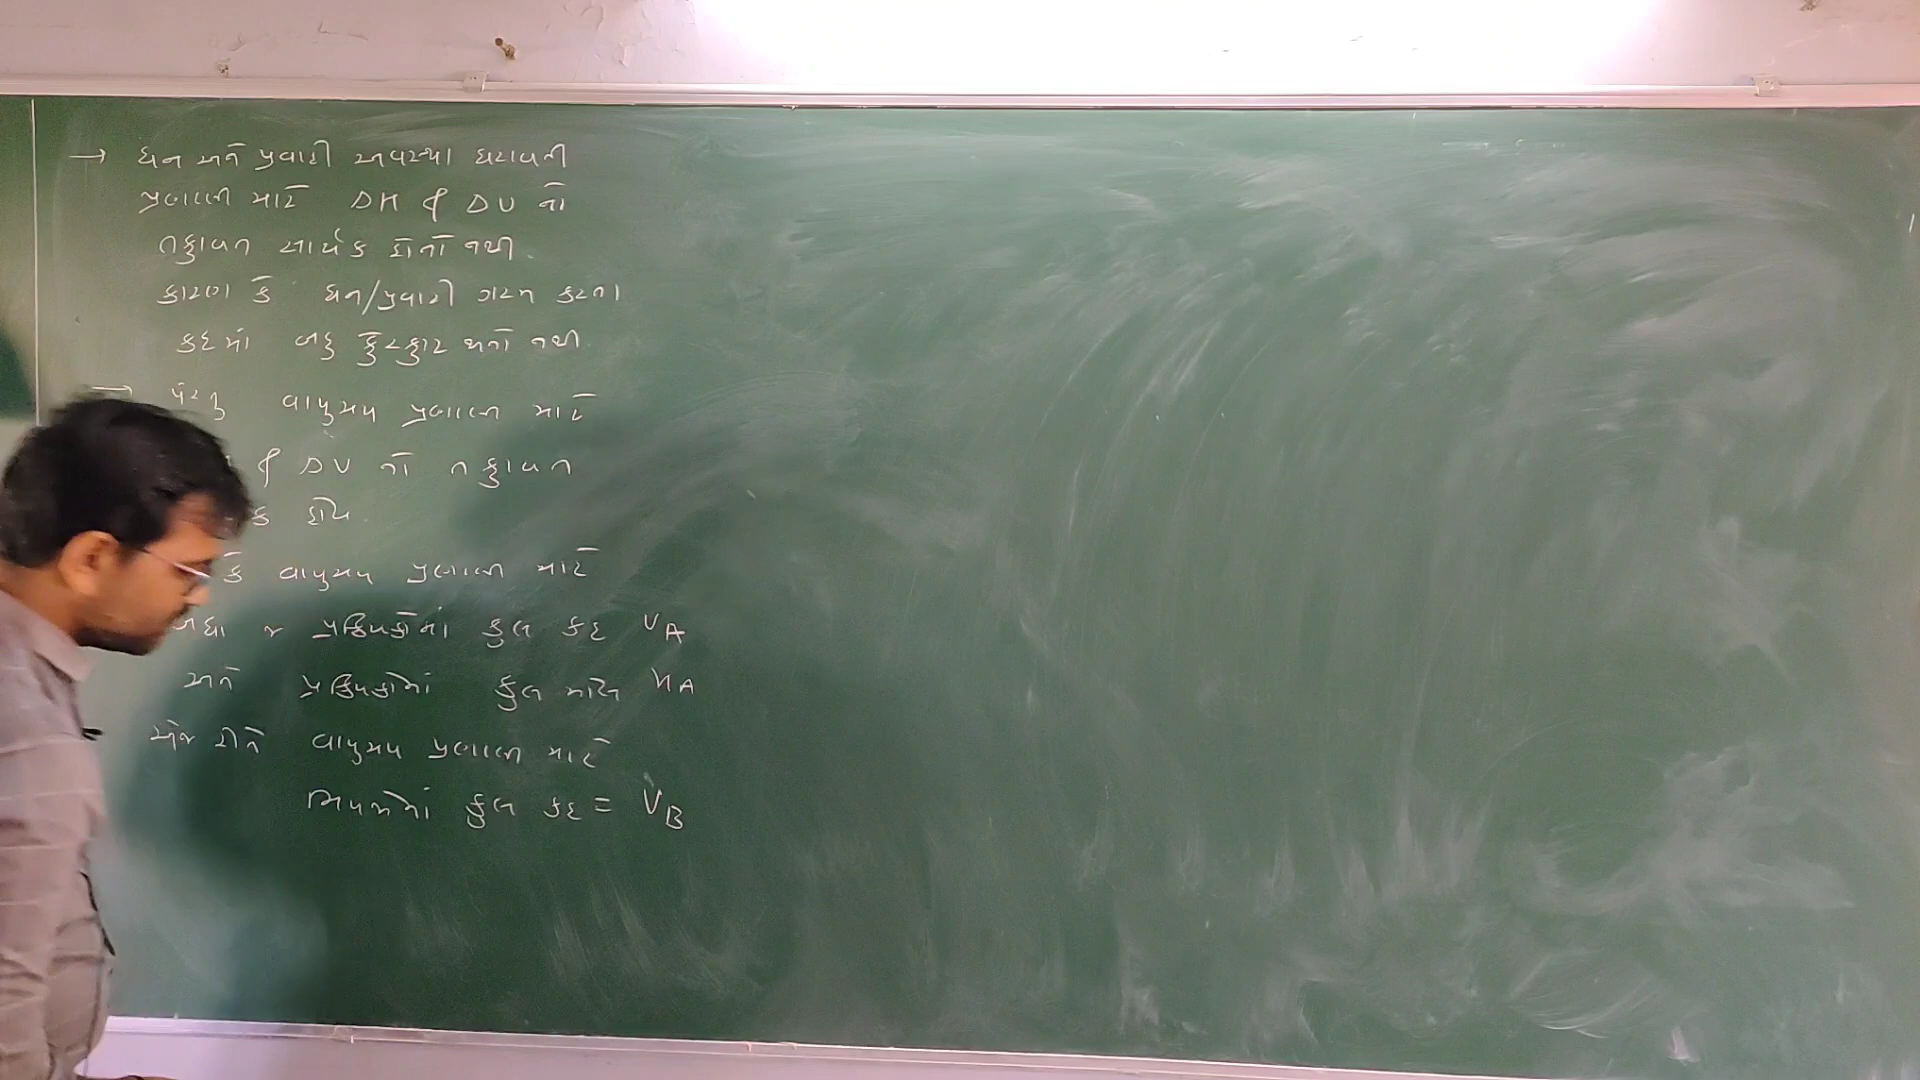 → ઘન અને પ્રવાહી અવસ્થા ધરાવતી
પ્રણાલી માટે ΔH & ΔU નો
તફાવત સાર્થક હોતો નથી.
કારણ કે ઘન/પ્રવાહી ગરમ કરતા
કદમાં બહુ ફેરફાર થતો નથી.
→ પરંતુ વાયુમય પ્રણાલી માટે
& ΔU નો તફાવત
ક હોય.
કે વાયુમય પ્રણાલી માટે
બધા જ પ્રક્રિયકોનાં કુલ કદ VA
અને પ્રક્રિયકોનાં કુલ મોલ nA
એજ રીતે વાયુમય પ્રણાલી માટે
નિપજોનાં કુલ કદ = VB